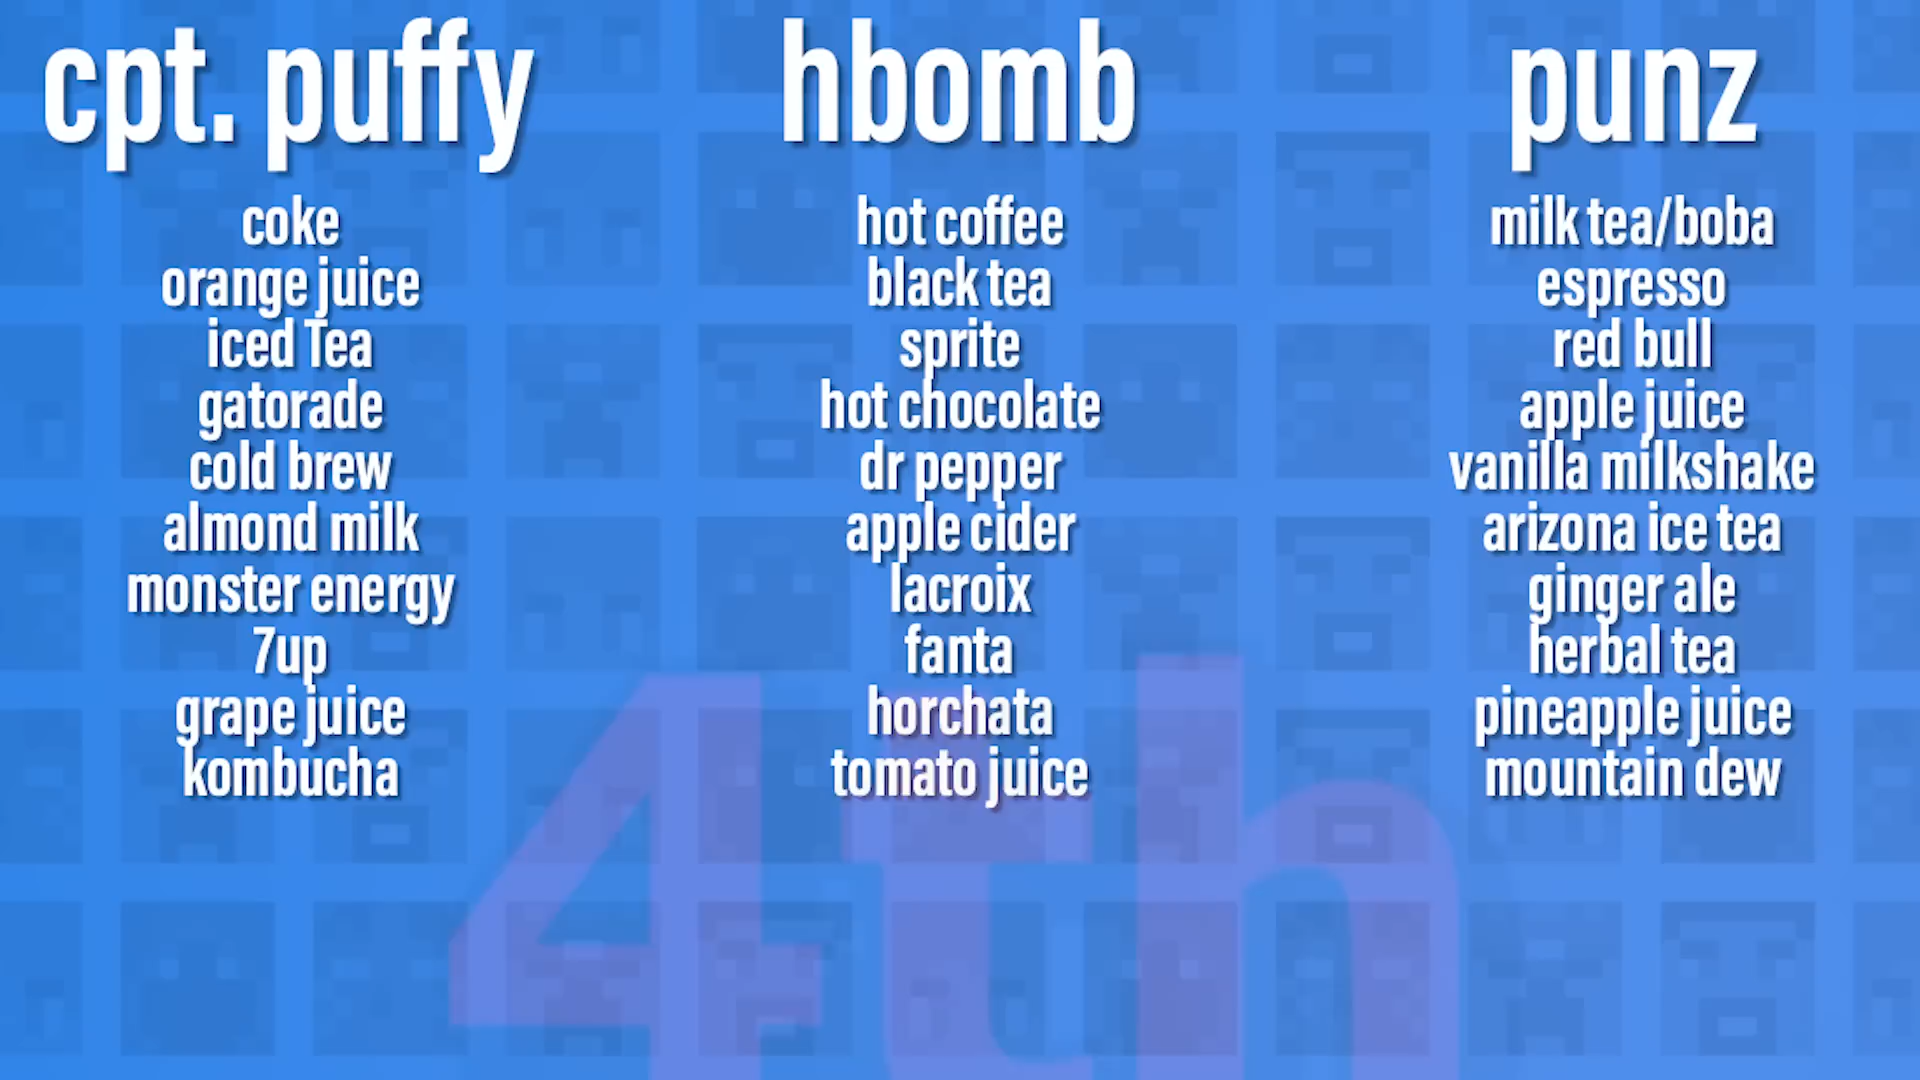 cpt. puffy
coke
orange juice
iced Tea
gatorade
cold brew
almond milk
monster energy
7up
grape juice
kombucha
hbomb
hot coffee
black tea
sprite
hot chocolate
dr pepper
apple cider
lacroix
fanta
horchata
tomato juice
punz
milk tea/boba
espresso
red bull
apple juice
vanilla milkshake
arizona ice tea
ginger ale
herbal tea
pineapple juice
mountain dew
4th